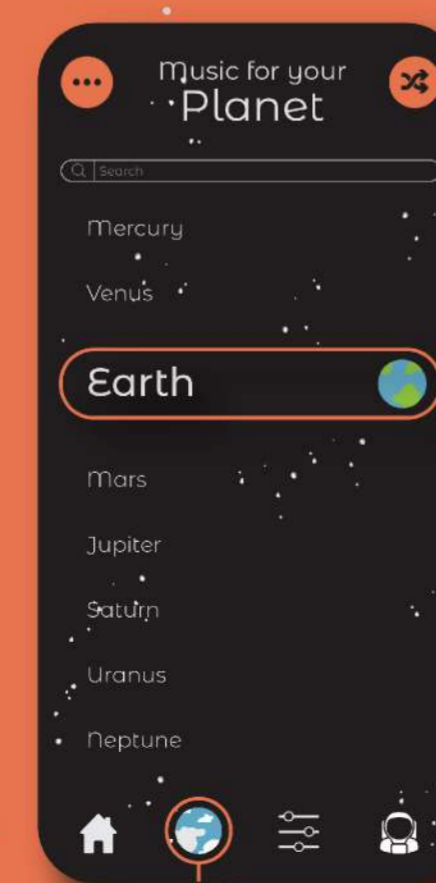 Music for your
Planet
Search
Mercury
Venus
Earth
Mars
Jupiter
Saturn
Uranus
Neptune